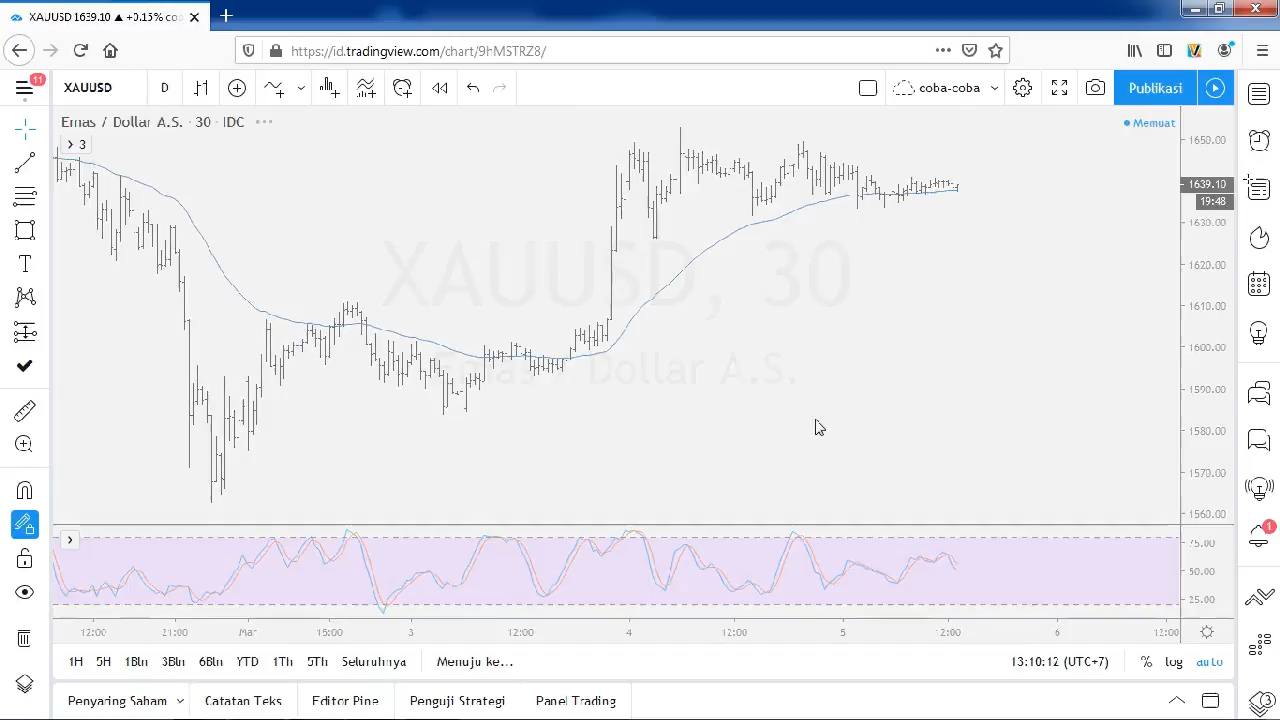 XAUUSD 1639.10 ▲ +0.15% co
https://id.tradingview.com/chart/9hMSTRZ8/
11
XAUUSD D
coba-coba
Publikasi
Emas / Dollar A.S. · 30 · IDC
3
Memuat
1650.00
1639.10
19:48
1630.00
1620.00
1610.00
1600.00
1590.00
1580.00
1570.00
1560.00
XAUUSD, 30
Emas / Dollar A.S.
75.00
50.00
25.00
12:00 21:00 Mar 15:00 3 12:00 4 12:00 5 12:00 6 12:00
1H 5H 1Bln 3Bln 6Bln YTD 1Th 5Th Seluruhnya Menuju ke... 13:10:12 (UTC+7) % log auto
Penyaring Saham Catatan Teks Editor Pine Penguji Strategi Panel Trading
1